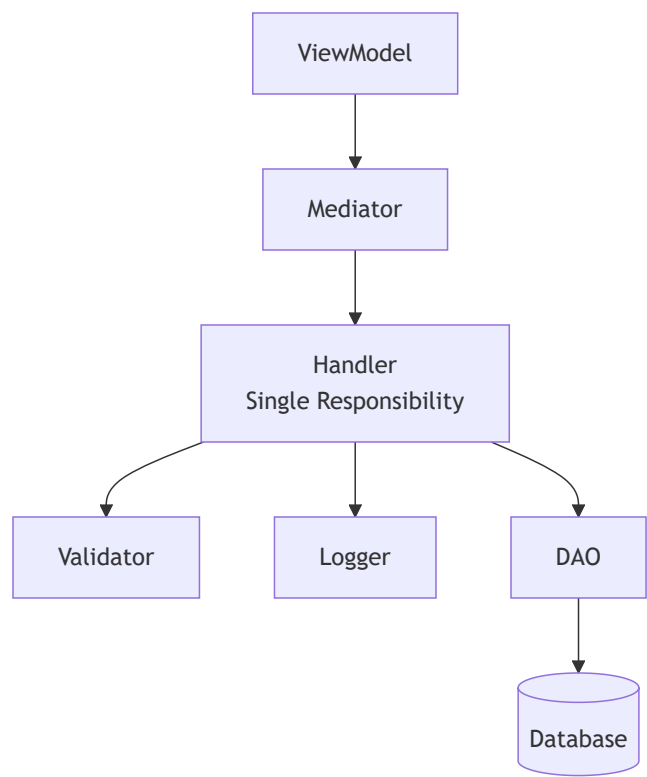 ViewModel
Mediator
Handler
Single Responsibility
Validator
Logger
DAO
Database